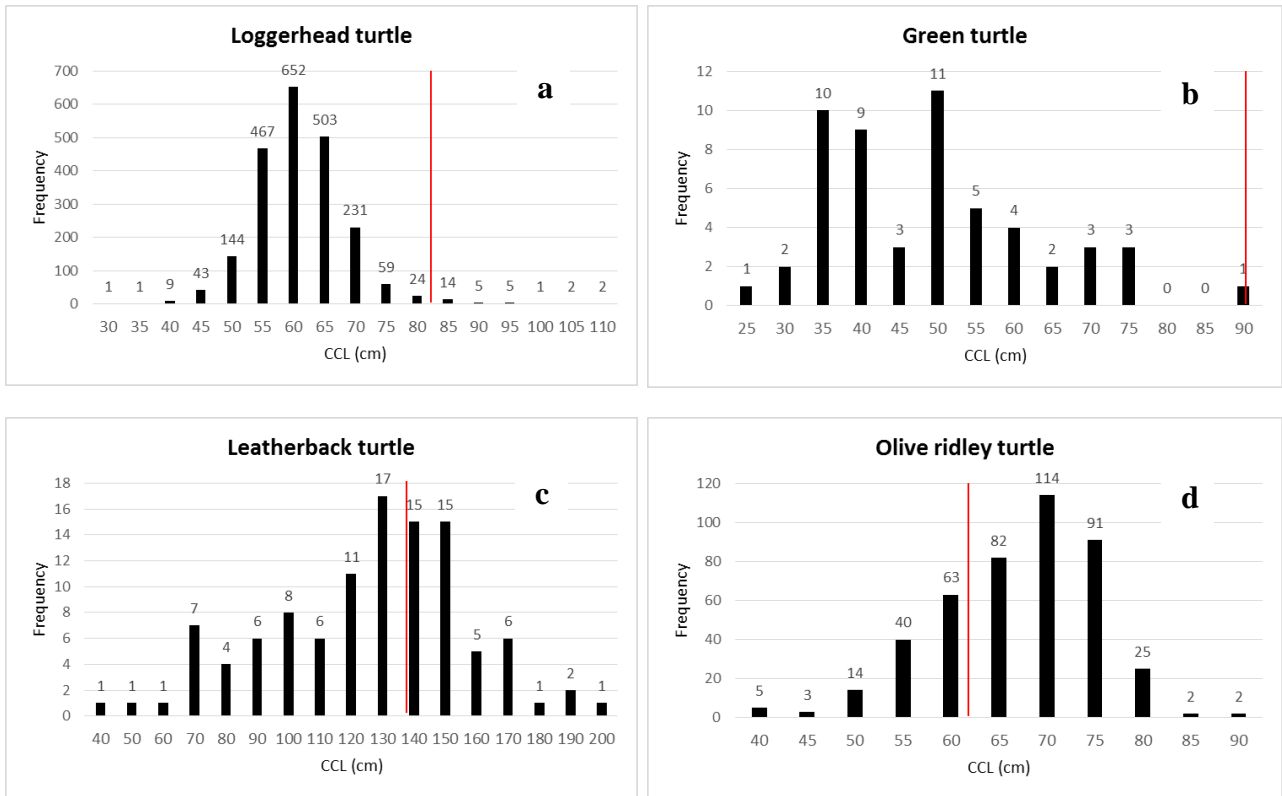 Loggerhead turtle
a
700
600
500
400
300
200
100
0
Frequency
1 1 9 43 144 467 652 503 231 59 24 14 5 5 1 2 2
30 35 40 45 50 55 60 65 70 75 80 85 90 95 100 105 110
CCL (cm)
Green turtle
b
12
10
8
6
4
2
0
Frequency
1 2 10 9 3 11 5 4 2 3 3 0 0 1
25 30 35 40 45 50 55 60 65 70 75 80 85 90
CCL (cm)
Leatherback turtle
c
18
16
14
12
10
8
6
4
2
0
Frequency
1 1 1 7 4 6 8 6 11 17 15 15 5 6 1 2 1
40 50 60 70 80 90 100 110 120 130 140 150 160 170 180 190 200
CCL (cm)
Olive ridley turtle
d
120
100
80
60
40
20
0
Frequency
5 3 14 40 63 82 114 91 25 2 2
40 45 50 55 60 65 70 75 80 85 90
CCL (cm)